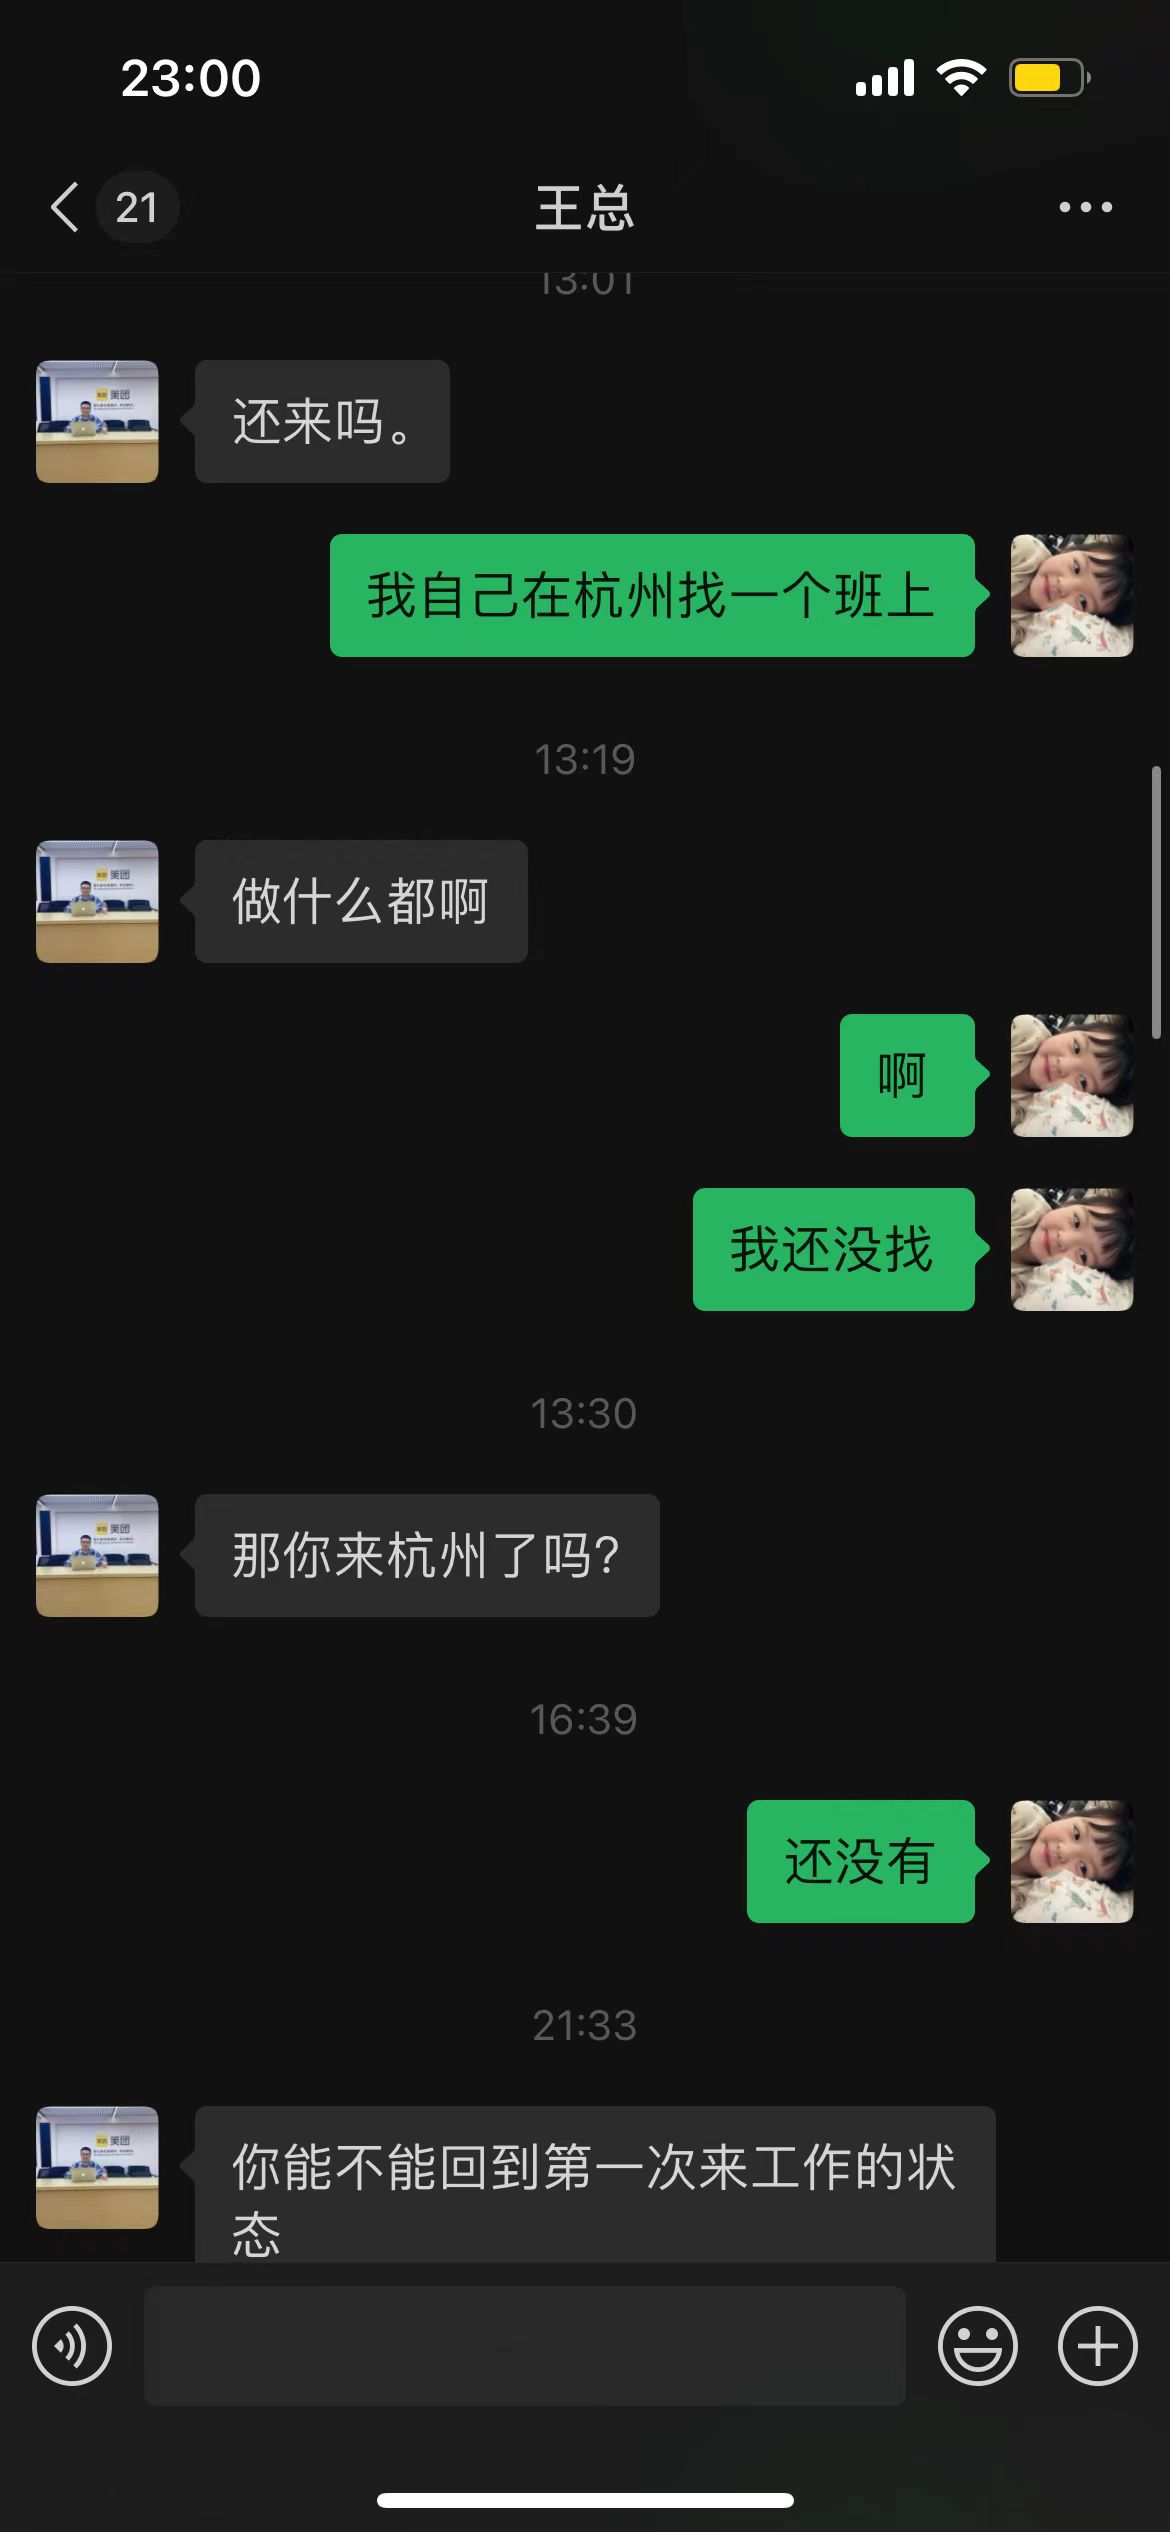 23:00
21
王总
13:01
还来吗。
我自己在杭州找一个班上
13:19
做什么都啊
啊
我还没找
13:30
那你来杭州了吗?
16:39
还没有
21:33
你能不能回到第一次来工作的状
态